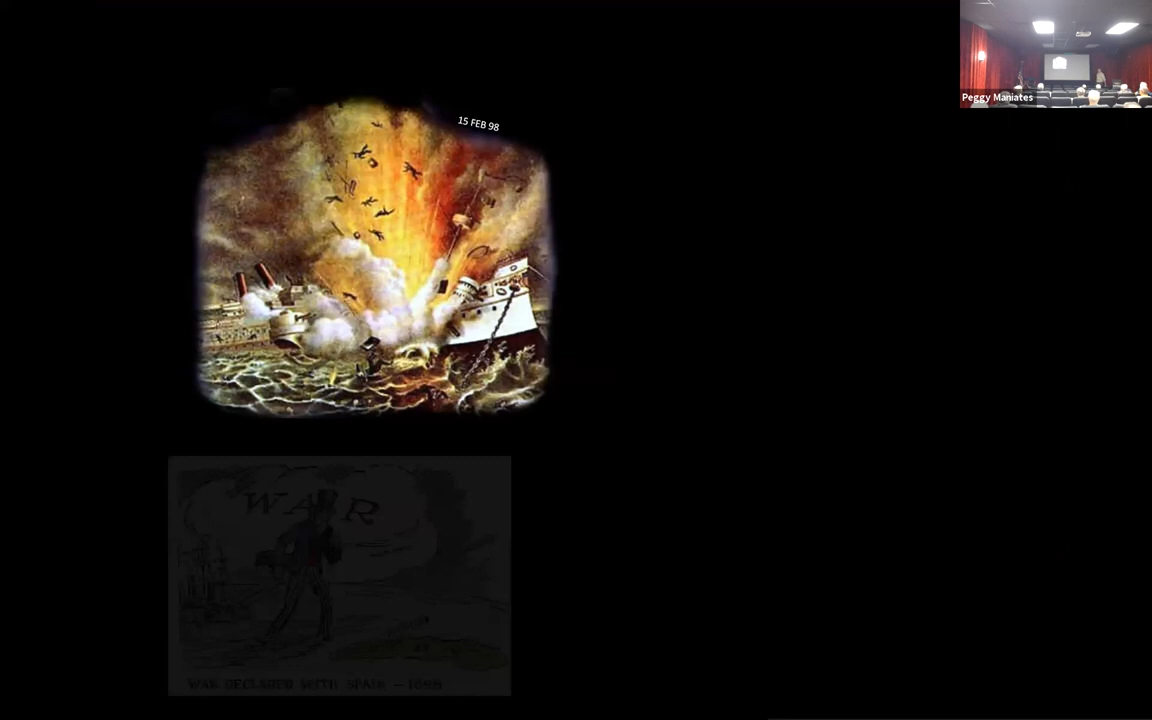 15 FEB 98
Peggy Maniates
WAR
WAR DECLARED WITH SPAIN – 1898